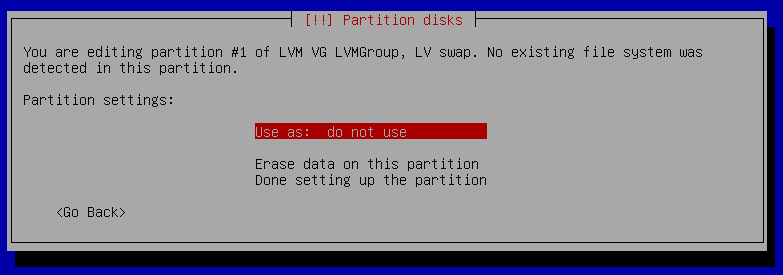 [!!] Partition disks
You are editing partition #1 of LVM VG LVMGroup, LV swap. No existing file system was
detected in this partition.
Partition settings:
Use as: do not use
Erase data on this partition
Done setting up the partition
<Go Back>